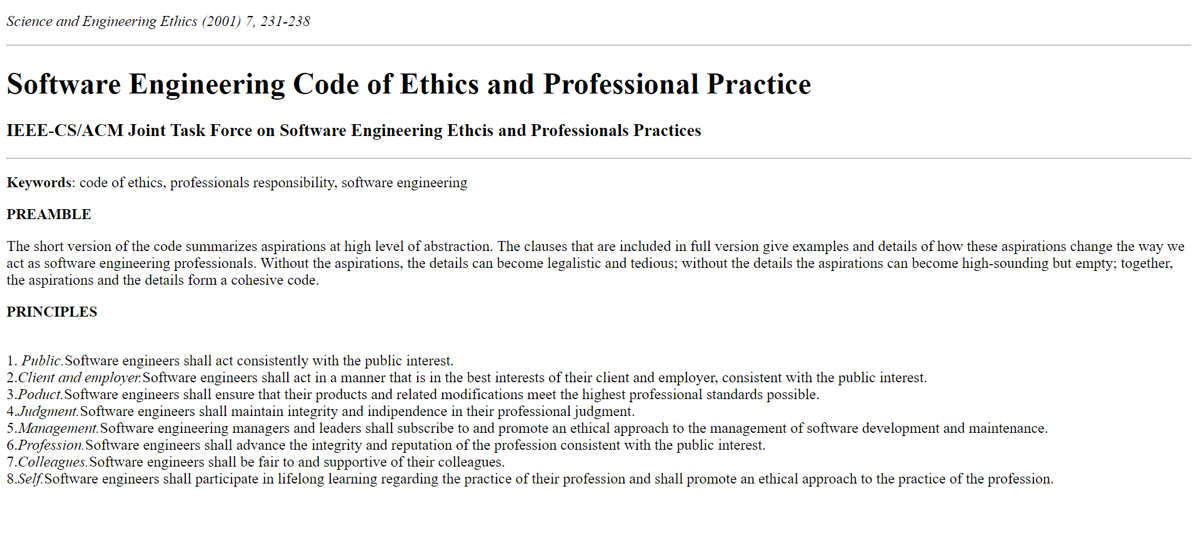 Science and Engineering Ethics (2001) 7, 231-238
Software Engineering Code of Ethics and Professional Practice
IEEE-CS/ACM Joint Task Force on Software Engineering Ethcis and Professionals Practices
Keywords: code of ethics, professionals responsibility, software engineering
PREAMBLE
The short version of the code summarizes aspirations at high level of abstraction. The clauses that are included in full version give examples and details of how these aspirations change the way we
act as software engineering professionals. Without the aspirations, the details can become legalistic and tedious; without the details the aspirations can become high-sounding but empty; together,
the aspirations and the details form a cohesive code.
PRINCIPLES
1. Public.Software engineers shall act consistently with the public interest.
2.Client and employer.Software engineers shall act in a manner that is in the best interests of their client and employer, consistent with the public interest.
3.Poduct.Software engineers shall ensure that their products and related modifications meet the highest professional standards possible.
4.Judgment.Software engineers shall maintain integrity and indipendence in their professional judgment.
5.Management.Software engineering managers and leaders shall subscribe to and promote an ethical approach to the management of software development and maintenance.
6.Profession.Software engineers shall advance the integrity and reputation of the profession consistent with the public interest.
7.Colleagues.Software engineers shall be fair to and supportive of their colleagues.
8.Self.Software engineers shall participate in lifelong learning regarding the practice of their profession and shall promote an ethical approach to the practice of the profession.